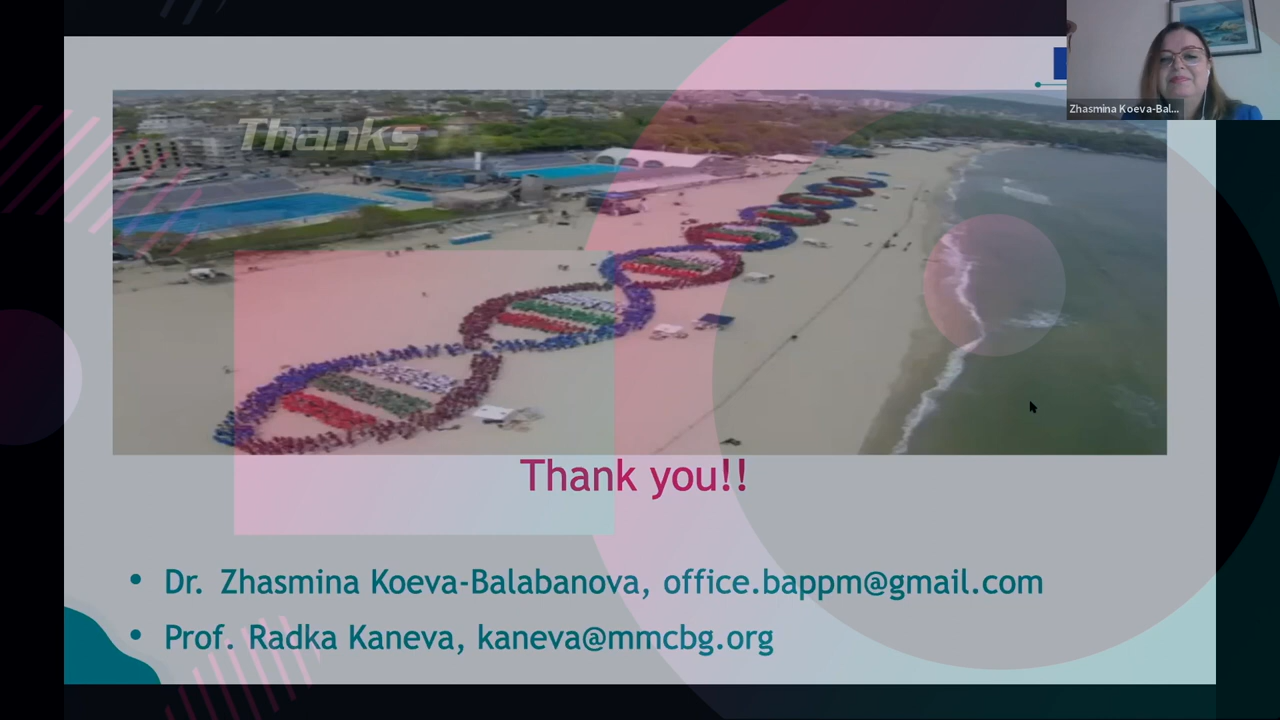 Zhasmina Koeva-Bal...
Thanks
Thank you!!
• Dr. Zhasmina Koeva-Balabanova, office.bappm@gmail.com
• Prof. Radka Kaneva, kaneva@mmcbg.org